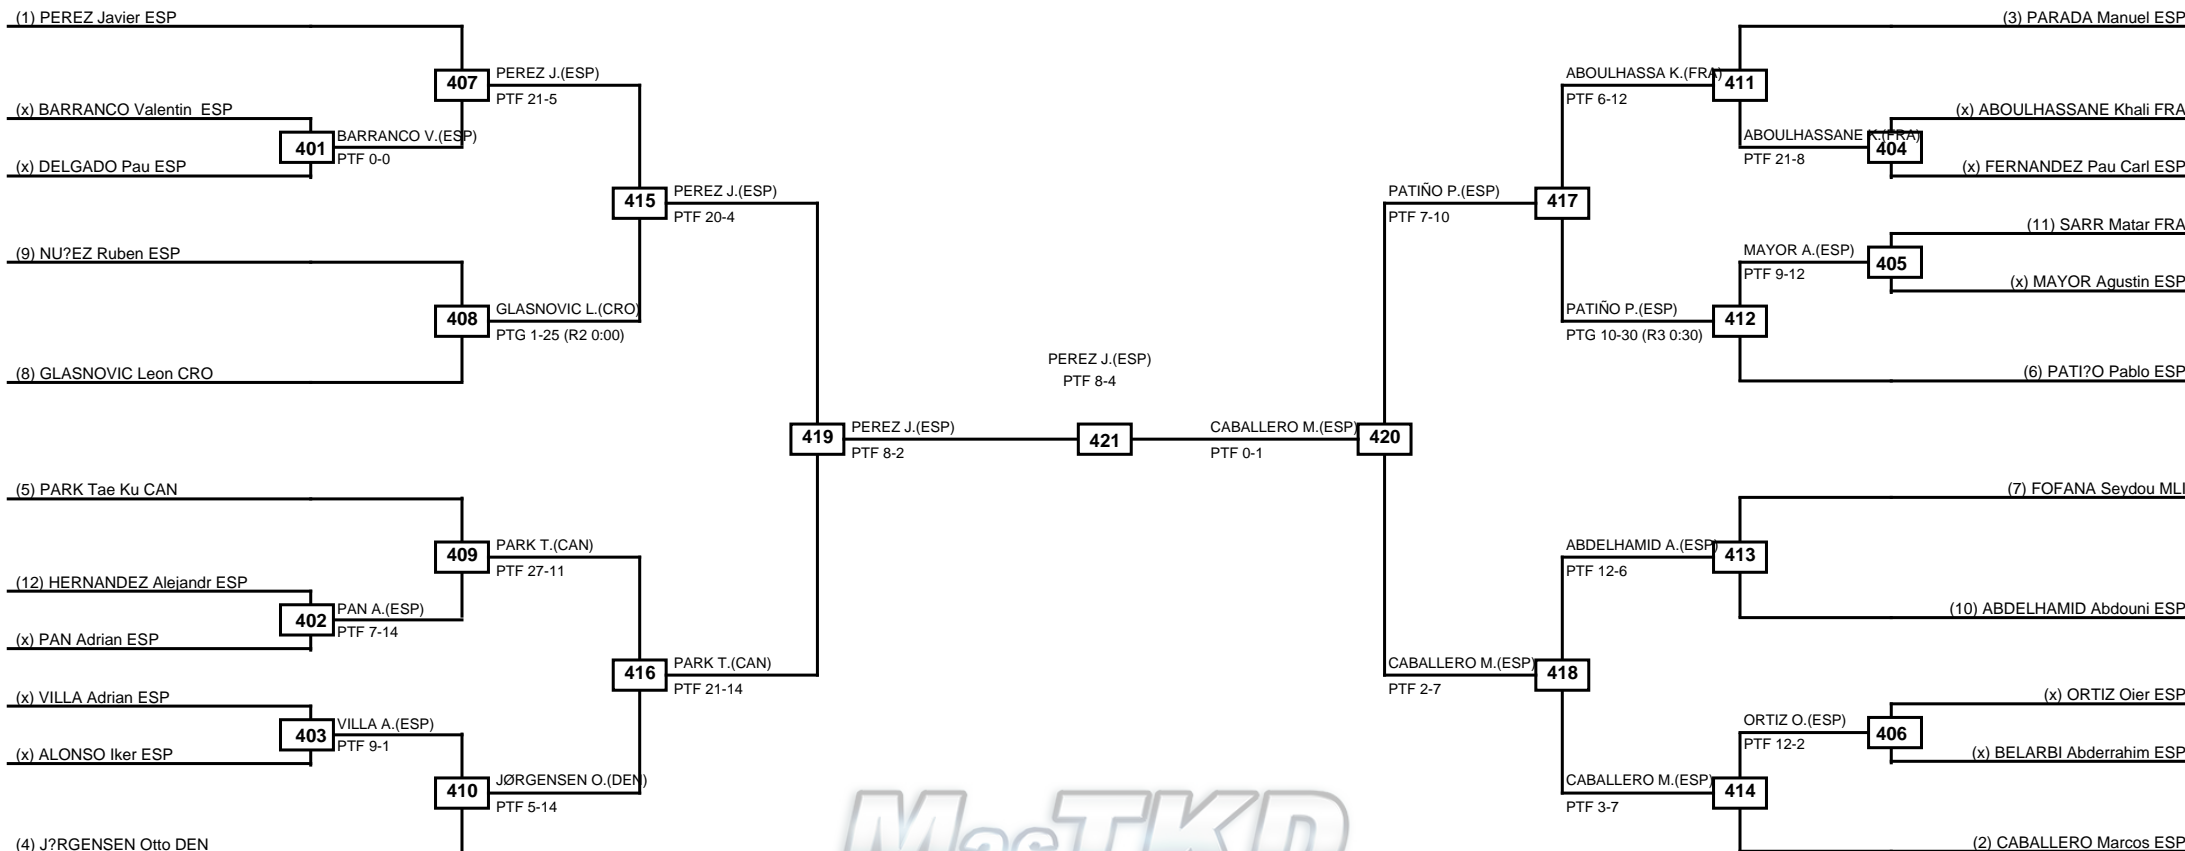 (1) PEREZ Javier ESP
(x) BARRANCO Valentin ESP
(x) DELGADO Pau ESP
(9) NU?EZ Ruben ESP
(8) GLASNOVIC Leon CRO
(5) PARK Tae Ku CAN
(12) HERNANDEZ Alejandr ESP
(x) PAN Adrian ESP
(x) VILLA Adrian ESP
(x) ALONSO Iker ESP
(4) J?RGENSEN Otto DEN
401
BARRANCO V.(ESP)
PTF 0-0
402
PAN A.(ESP)
PTF 7-14
403
VILLA A.(ESP)
PTF 9-1
407
PEREZ J.(ESP)
PTF 21-5
408
GLASNOVIC L.(CRO)
PTG 1-25 (R2 0:00)
409
PARK T.(CAN)
PTF 27-11
410
JØRGENSEN O.(DEN)
PTF 5-14
415
PEREZ J.(ESP)
PTF 20-4
416
PARK T.(CAN)
PTF 21-14
419
PEREZ J.(ESP)
PTF 8-2
PEREZ J.(ESP)
PTF 8-4
421
CABALLERO M.(ESP)
PTF 0-1
420
PATIÑO P.(ESP)
PTF 7-10
417
CABALLERO M.(ESP)
PTF 2-7
418
ABOULHASSA K.(FRA)
PTF 6-12
411
PATIÑO P.(ESP)
PTG 10-30 (R3 0:30)
412
ABDELHAMID A.(ESP)
PTF 12-6
413
CABALLERO M.(ESP)
PTF 3-7
414
ABOULHASSANE K.(FRA)
PTF 21-8
404
MAYOR A.(ESP)
PTF 9-12
405
ORTIZ O.(ESP)
PTF 12-2
406
(3) PARADA Manuel ESP
(x) ABOULHASSANE Khali FRA
(x) FERNANDEZ Pau Carl ESP
(11) SARR Matar FRA
(x) MAYOR Agustin ESP
(6) PATI?O Pablo ESP
(7) FOFANA Seydou MLI
(10) ABDELHAMID Abdouni ESP
(x) ORTIZ Oier ESP
(x) BELARBI Abderrahim ESP
(2) CABALLERO Marcos ESP
MasTKD